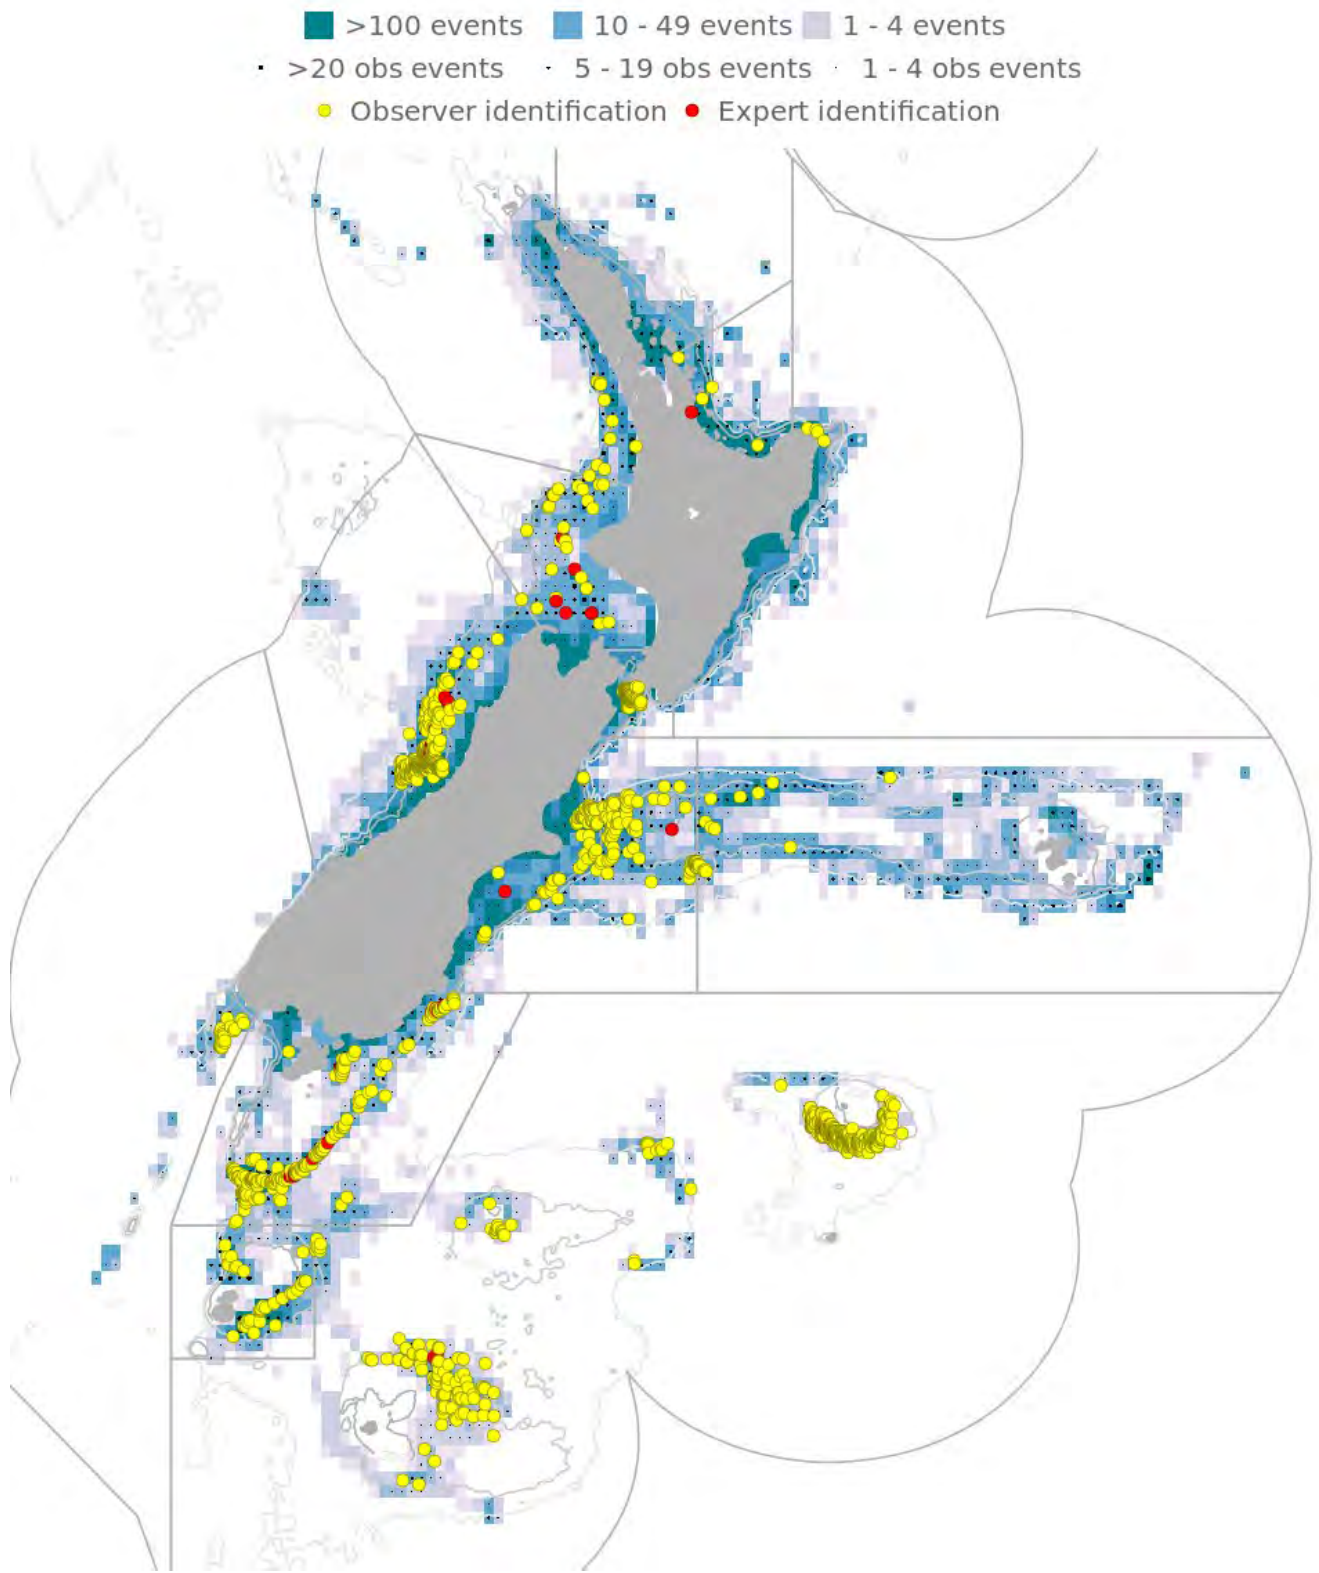 >100 events 10 - 49 events 1 - 4 events
>20 obs events 5 - 19 obs events 1 - 4 obs events
Observer identification Expert identification